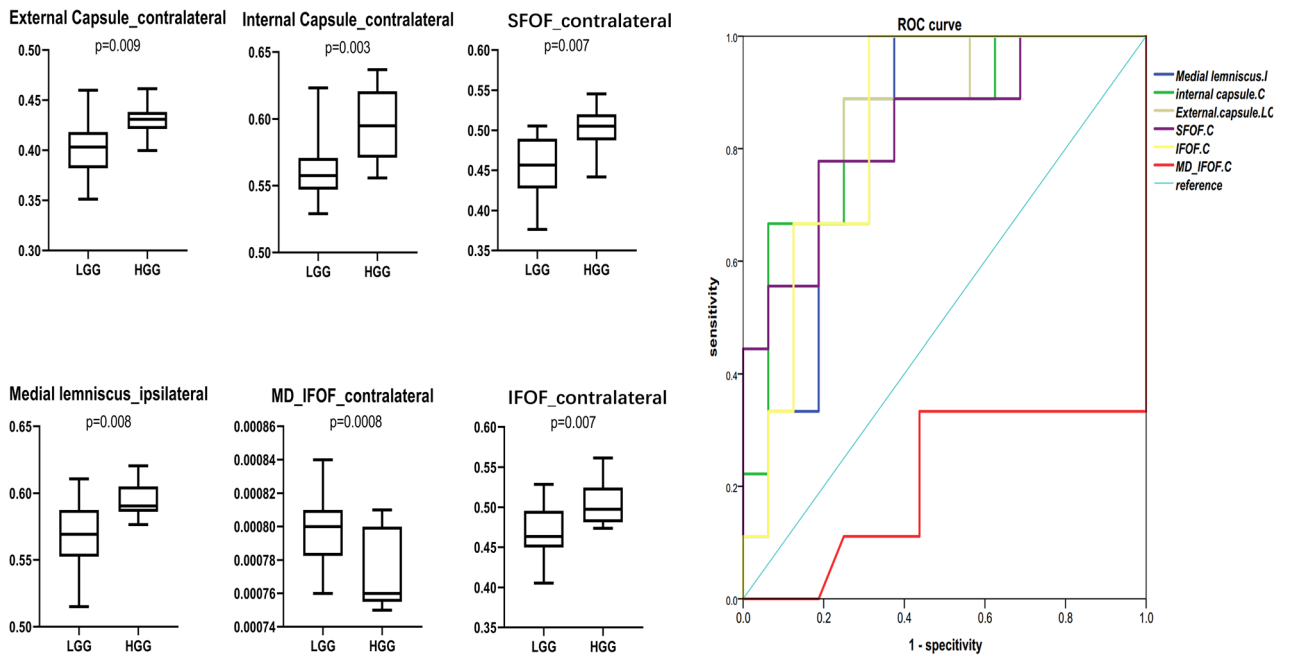 External Capsule_contralateral
p=0.009
0.50
0.45
0.40
0.35
0.30
LGG HGG
Internal Capsule_contralateral
p=0.003
0.65
0.60
0.55
0.50
LGG HGG
SFOF_contralateral
p=0.007
0.60
0.55
0.50
0.45
0.40
0.35
LGG HGG
Medial lemniscus_ipsilateral
p=0.008
0.65
0.60
0.55
0.50
LGG HGG
MD_IFOF_contralateral
p=0.0008
0.00086
0.00084
0.00082
0.00080
0.00078
0.00076
0.00074
LGG HGG
IFOF_contralateral
p=0.007
0.60
0.55
0.50
0.45
0.40
0.35
LGG HGG
ROC curve
sensitivity
1.0
0.8
0.6
0.4
0.2
0.0
0.0 0.2 0.4 0.6 0.8 1.0
1 - specitivity
Medial lemniscus.I
internal capsule.C
External.capsule.LC
SFOF.C
IFOF.C
MD_IFOF.C
reference